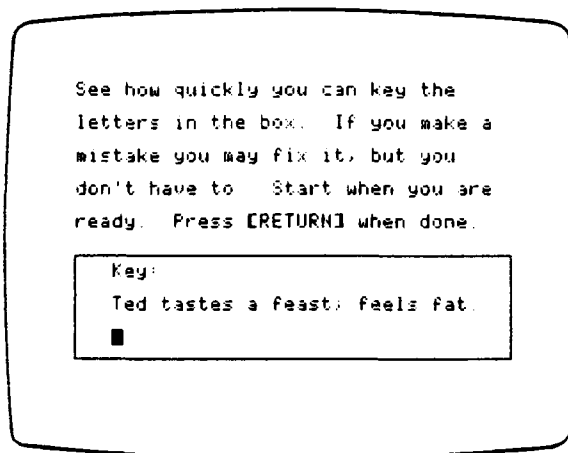 See how quickly you can key the
letters in the box. If you make a
mistake you may fix it, but you
don't have to   Start when you are
ready. Press [RETURN] when done.
Key:
Ted tastes a feast; feels fat.